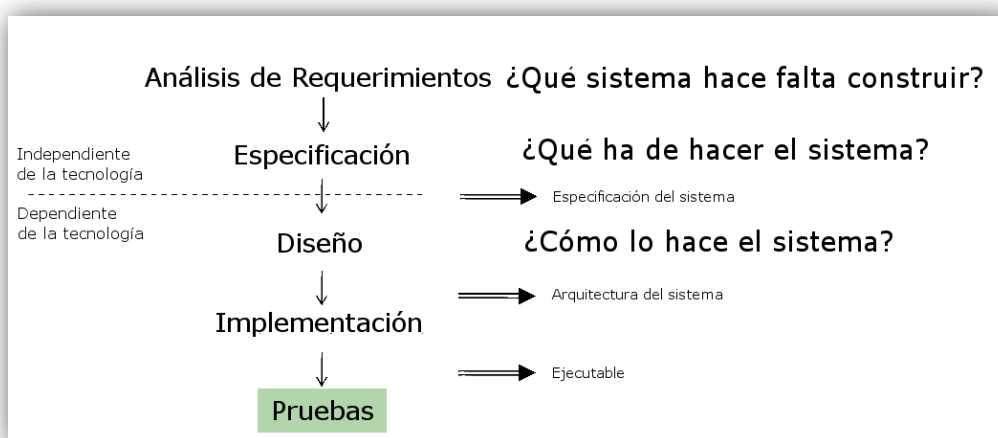 Análisis de Requerimientos ¿Qué sistema hace falta construir?
Independiente
de la tecnología
Especificación ¿Qué ha de hacer el sistema?
Especificación del sistema
Dependiente
de la tecnología
Diseño ¿Cómo lo hace el sistema?
Arquitectura del sistema
Implementación
Ejecutable
Pruebas